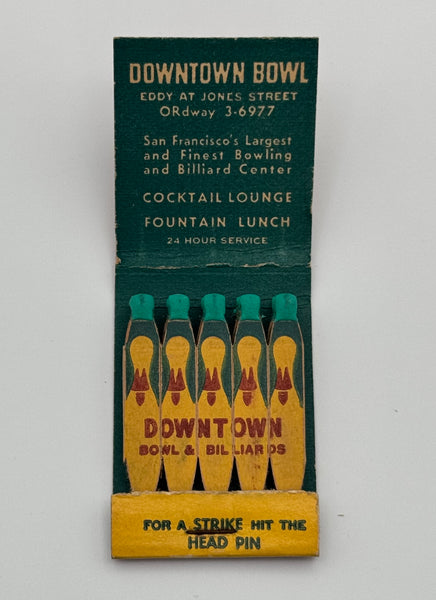 DOWNTOWN BOWL
EDDY AT JONES STREET
ORdway 3-6977
San Francisco's Largest
and Finest Bowling
and Billiard Center
COCKTAIL LOUNGE
FOUNTAIN LUNCH
24 HOUR SERVICE
DOWNTOWN
BOWL & BILLIARDS
FOR A STRIKE HIT THE
HEAD PIN